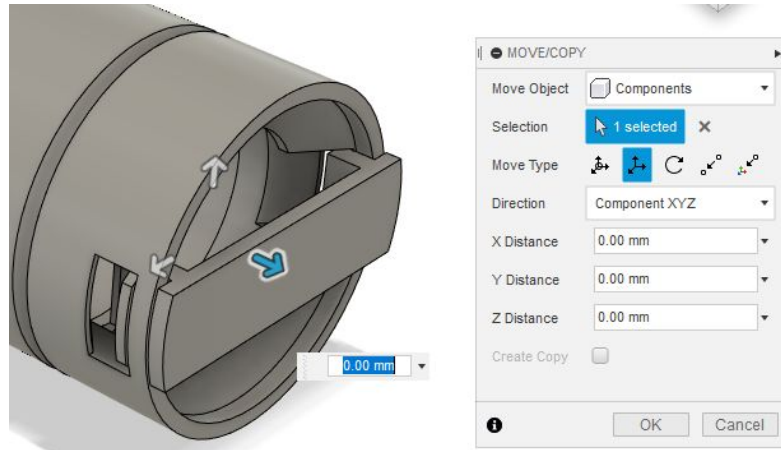 MOVE/COPY
Move Object Components
Selection 1 selected
Move Type
Direction Component XYZ
X Distance 0.00 mm
Y Distance 0.00 mm
Z Distance 0.00 mm
Create Copy
OK Cancel
0.00 mm